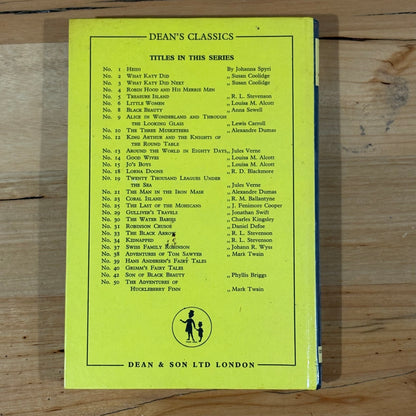 DEAN'S CLASSICS
TITLES IN THIS SERIES
No. 1 HEIDI By Johanna Spyri
No. 2 WHAT KATY DID ,, Susan Coolidge
No. 3 WHAT KATY DID NEXT ,, Susan Coolidge
No. 4 ROBIN HOOD AND HIS MERRIE MEN
No. 5 TREASURE ISLAND ,, R. L. Stevenson
No. 6 LITTLE WOMEN ,, Louisa M. Alcott
No. 8 BLACK BEAUTY ,, Anna Sewell
No. 9 ALICE IN WONDERLAND AND THROUGH
THE LOOKING GLASS ,, Lewis Carroll
No. 10 THE THREE MUSKETEERS ,, Alexandre Dumas
No. 12 KING ARTHUR AND THE KNIGHTS OF
THE ROUND TABLE
No. 13 AROUND THE WORLD IN EIGHTY DAYS ,, Jules Verne
No. 14 GOOD WIVES ,, Louisa M. Alcott
No. 15 JO'S BOYS ,, Louisa M. Alcott
No. 18 LORNA DOONE ,, R. D. Blackmore
No. 19 TWENTY THOUSAND LEAGUES UNDER
THE SEA ,, Jules Verne
No. 21 THE MAN IN THE IRON MASK ,, Alexandre Dumas
No. 23 CORAL ISLAND ,, R. M. Ballantyne
No. 25 THE LAST OF THE MOHICANS ,, J. Fenimore Cooper
No. 29 GULLIVER'S TRAVELS ,, Jonathan Swift
No. 30 THE WATER BABIES ,, Charles Kingsley
No. 31 ROBINSON CRUSOE ,, Daniel Defoe
No. 33 THE BLACK ARROW ,, R. L. Stevenson
No. 34 KIDNAPPED ,, R. L. Stevenson
No. 37 SWISS FAMILY ROBINSON ,, Johann R. Wyss
No. 38 ADVENTURES OF TOM SAWYER ,, Mark Twain
No. 39 HANS ANDERSEN'S FAIRY TALES
No. 40 GRIMM'S FAIRY TALES
No. 42 SON OF BLACK BEAUTY ,, Phyllis Briggs
No. 50 THE ADVENTURES OF
HUCKLEBERRY FINN ,, Mark Twain
DEAN & SON LTD LONDON